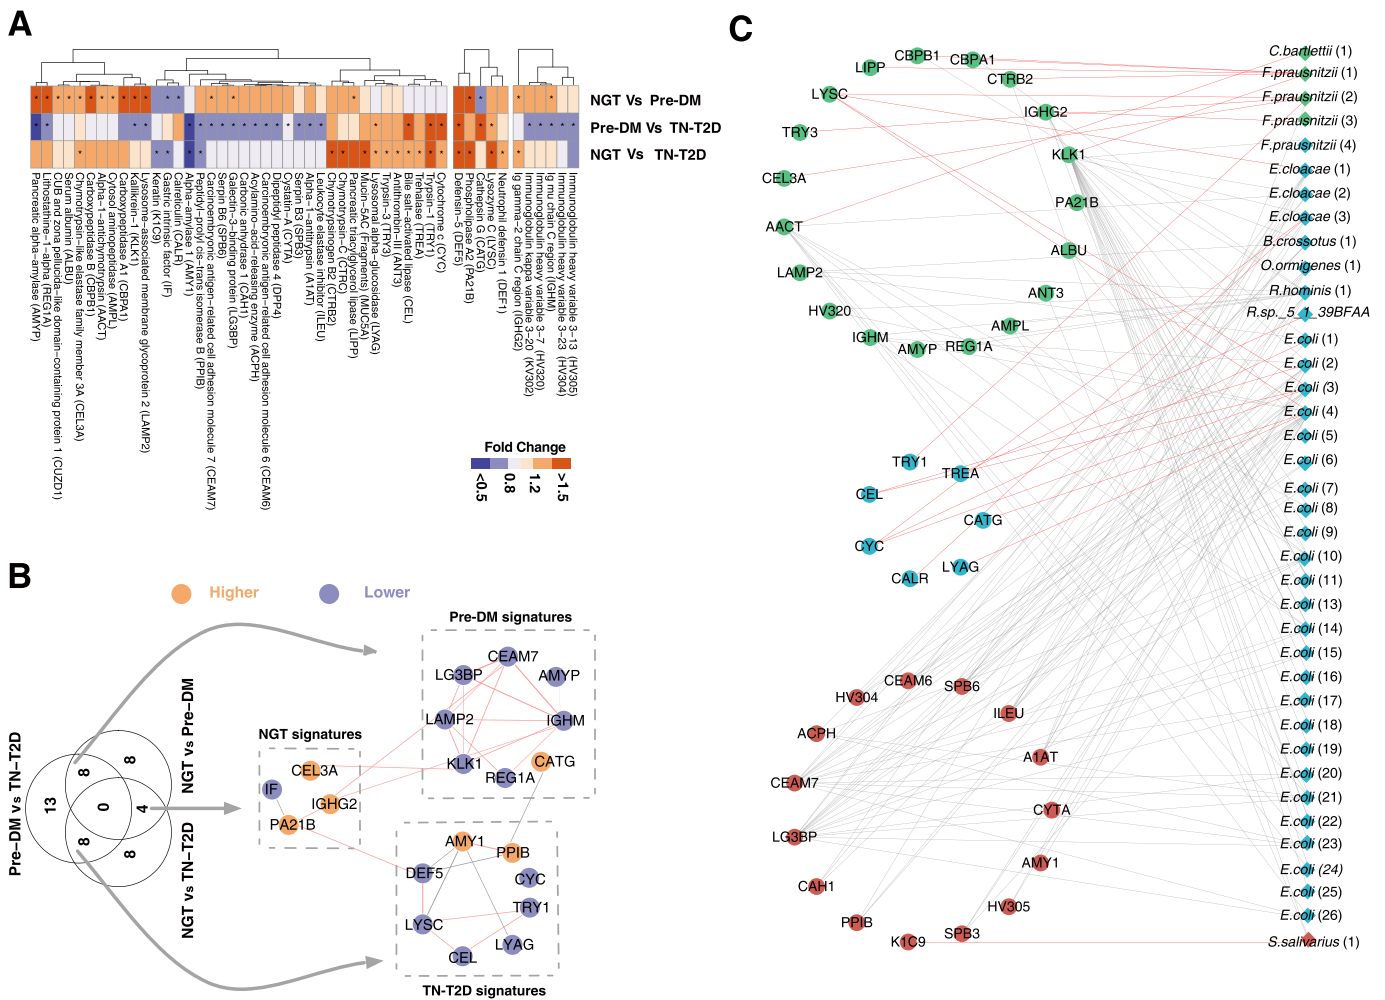 A
NGT Vs Pre-DM
Pre-DM Vs TN-T2D
NGT Vs TN-T2D
Pancreatic alpha-amylase (AMYP)
Lithostathine-1-alpha (REG1A)
CUB and zona pellucida-like domain-containing protein 1 (CUZD1)
Serum albumin (ALBU)
Chymotrypsin-like elastase family member 3A (CEL3A)
Carboxypeptidase B (CBPB1)
Alpha-1-antichymotrypsin (AACT)
Cytosol aminopeptidase (AMPL)
Carboxypeptidase A1 (CBPA1)
Kallikrein-1 (KLK1)
Lysosome-associated membrane glycoprotein 2 (LAMP2)
Keratin (K1C9)
Gastric intrinsic factor (IF)
Calreticulin (CALR)
Alpha-amylase 1 (AMY1)
Peptidyl-prolyl cis-trans isomerase B (PPIB)
Carcinoembryonic antigen-related cell adhesion molecule 7 (CEAM7)
Serpin B6 (SPB6)
Galectin-3-binding protein (LG3BP)
Carbonic anhydrase 1 (CAH1)
Acylamino-acid-releasing enzyme (ACPH)
Carcinoembryonic antigen-related cell adhesion molecule 6 (CEAM6)
Dipeptidyl peptidase 4 (DPP4)
Cystatin-A (CYTA)
Serpin B3 (SPB3)
Alpha-1-antitrypsin (A1AT)
Leukocyte elastase inhibitor (ILEU)
Chymotrypsinogen B2 (CTRB2)
Chymotrypsin-C (CTRC)
Pancreatic triacylglycerol lipase (LIPP)
Mucin-5AC (Fragments) (MUC5A)
Lysosomal alpha-glucosidase (LYAG)
Trypsin-3 (TRY3)
Antithrombin-III (ANT3)
Bile salt-activated lipase (CEL)
Trehalase (TREA)
Trypsin-1 (TRY1)
Cytochrome c (CYC)
Defensin-5 (DEF5)
Phospholipase A2 (PA21B)
Cathepsin G (CATG)
Lysozyme C (LYSC)
Neutrophil defensin 1 (DEF1)
Ig gamma-2 chain C region (IGHG2)
Immunoglobulin kappa variable 3-20 (KV302)
Immunoglobulin heavy variable 3-7 (HV320)
Ig mu chain C region (IGHM)
Immunoglobulin heavy variable 3-23 (HV304)
Immunoglobulin heavy variable 3-13 (HV305)
Fold Change
<0.5
0.8
1.2
>1.5
B
Higher
Lower
Pre-DM vs TN-T2D
NGT vs Pre-DM
NGT vs TN-T2D
8
8
13
0
4
8
8
NGT signatures
CEL3A
IF
IGHG2
PA21B
Pre-DM signatures
CEAM7
LG3BP
AMYP
LAMP2
IGHM
KLK1
CATG
REG1A
AMY1
PPIB
DEF5
CYC
TRY1
LYSC
LYAG
CEL
TN-T2D signatures
C
CBPB1
CBPA1
LIPP
CTRB2
LYSC
IGHG2
TRY3
KLK1
CEL3A
PA21B
AACT
ALBU
LAMP2
ANT3
HV320
AMPL
IGHM
AMYP
REG1A
TRY1
TREA
CEL
CATG
CYC
LYAG
CALR
CEAM6
SPB6
HV304
ILEU
ACPH
A1AT
CEAM7
CYTA
LG3BP
AMY1
CAH1
HV305
PPIB
SPB3
K1C9
C.bartlettii (1)
F.prausnitzii (1)
F.prausnitzii (2)
F.prausnitzii (3)
F.prausnitzii (4)
E.cloacae (1)
E.cloacae (2)
E.cloacae (3)
B.crossotus (1)
O.ormigenes (1)
R.hominis (1)
R.sp._5_1_39BFAA
E.coli (1)
E.coli (2)
E.coli (3)
E.coli (4)
E.coli (5)
E.coli (6)
E.coli (7)
E.coli (8)
E.coli (9)
E.coli (10)
E.coli (11)
E.coli (13)
E.coli (14)
E.coli (15)
E.coli (16)
E.coli (17)
E.coli (18)
E.coli (19)
E.coli (20)
E.coli (21)
E.coli (22)
E.coli (23)
E.coli (24)
E.coli (25)
E.coli (26)
S.salivarius (1)